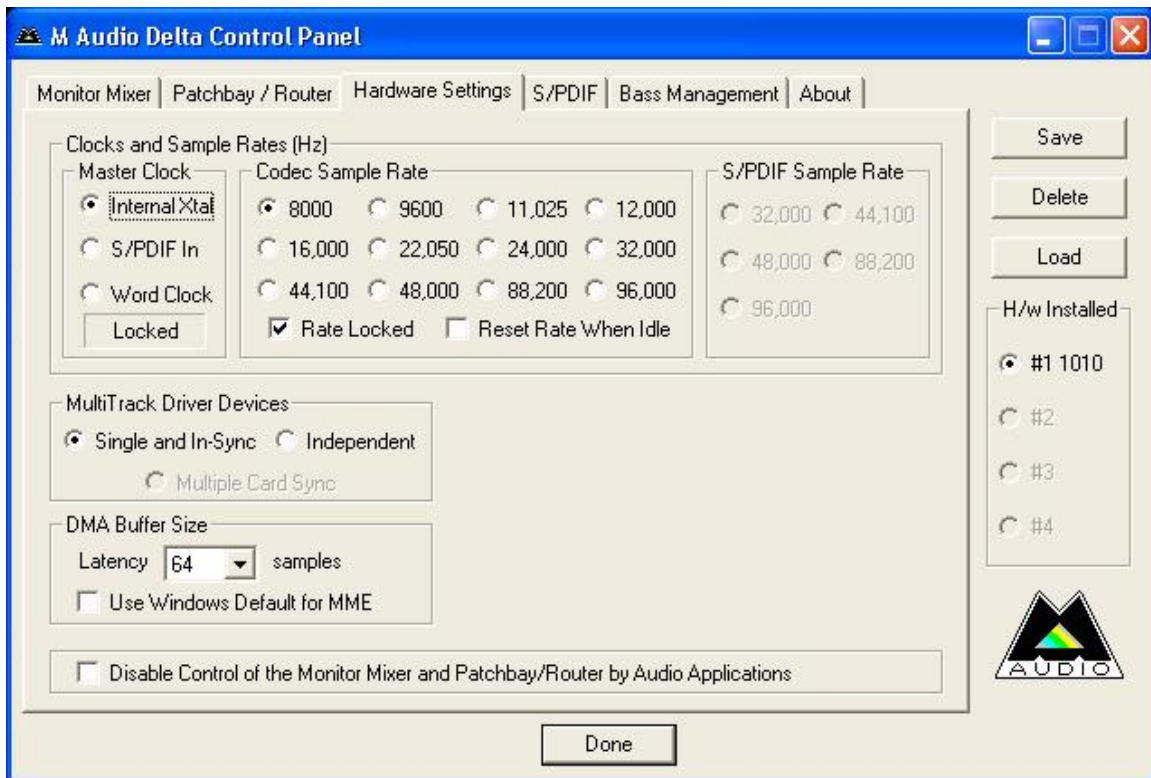 M Audio Delta Control Panel
Monitor Mixer Patchbay / Router Hardware Settings S/PDIF Bass Management About
Clocks and Sample Rates (Hz)
Master Clock
Internal Xtal
S/PDIF In
Word Clock
Locked
Codec Sample Rate
8000 9600 11,025 12,000
16,000 22,050 24,000 32,000
44,100 48,000 88,200 96,000
Rate Locked Reset Rate When Idle
S/PDIF Sample Rate
32,000 44,100
48,000 88,200
96,000
MultiTrack Driver Devices
Single and In-Sync Independent
Multiple Card Sync
DMA Buffer Size
Latency 64 samples
Use Windows Default for MME
Disable Control of the Monitor Mixer and Patchbay/Router by Audio Applications
Save
Delete
Load
H/w Installed
#1 1010
#2
#3
#4
AUDIO
Done